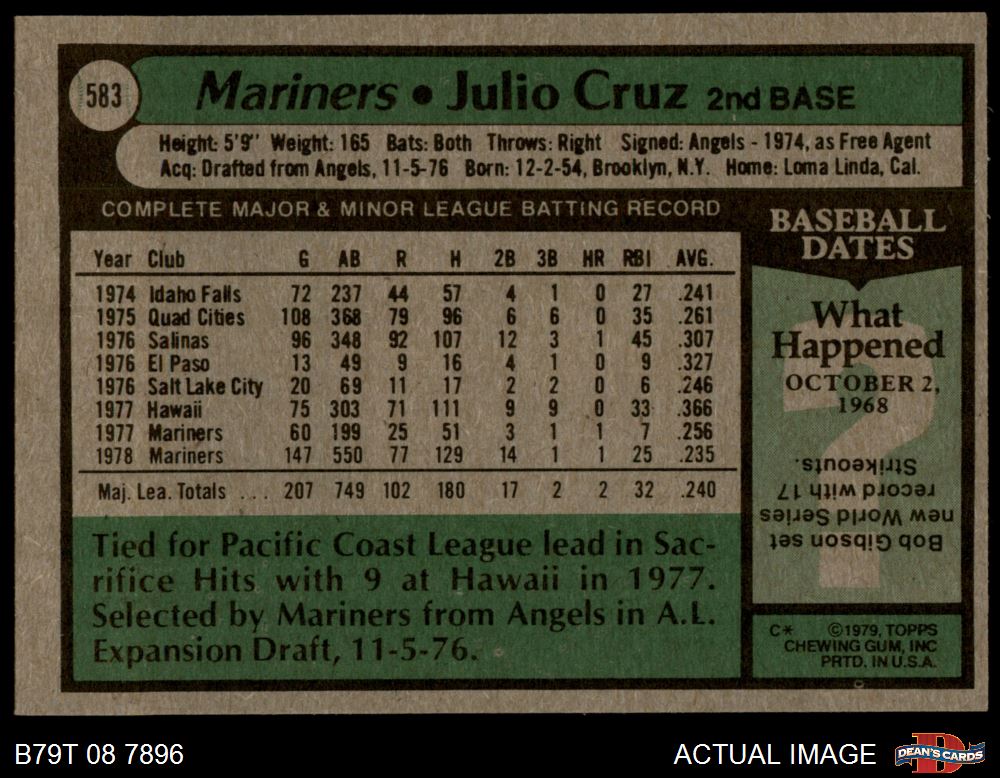 583
Mariners • Julio Cruz 2nd BASE
Height: 5'9" Weight: 165 Bats: Both Throws: Right Signed: Angels - 1974, as Free Agent
Acq: Drafted from Angels, 11-5-76 Born: 12-2-54, Brooklyn, N.Y. Home: Loma Linda, Cal.
COMPLETE MAJOR & MINOR LEAGUE BATTING RECORD
Year Club G AB R H 2B 3B HR RBI AVG.
1974 Idaho Falls 72 237 44 57 4 1 0 27 .241
1975 Quad Cities 108 368 79 96 6 6 0 35 .261
1976 Salinas 96 348 92 107 12 3 1 45 .307
1976 El Paso 13 49 9 16 4 1 0 9 .327
1976 Salt Lake City 20 69 11 17 2 2 0 6 .246
1977 Hawaii 75 303 71 111 9 9 0 33 .366
1977 Mariners 60 199 25 51 3 1 1 7 .256
1978 Mariners 147 550 77 129 14 1 1 25 .235
Maj. Lea. Totals ... 207 749 102 180 17 2 2 32 .240
Tied for Pacific Coast League lead in Sac-
rifice Hits with 9 at Hawaii in 1977.
Selected by Mariners from Angels in A.L.
Expansion Draft, 11-5-76.
BASEBALL
DATES
What
Happened
OCTOBER 2,
1968
?
Bob Gibson set
new World Series
record with 17
Strikeouts.
C* ©1979, TOPPS
CHEWING GUM, INC
PRTD. IN U.S.A.
B79T 08 7896
ACTUAL IMAGE
DEAN'S CARDS